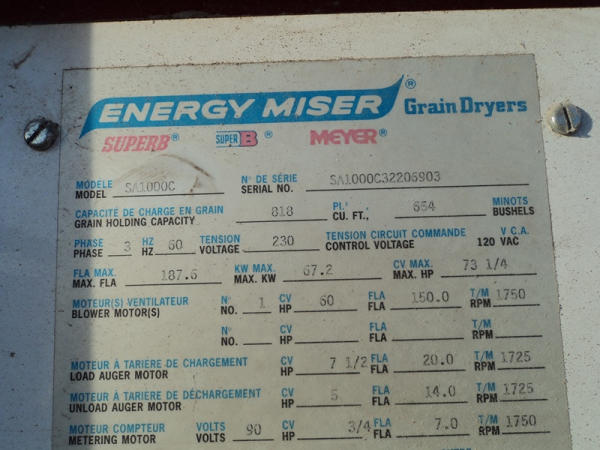 ENERGY MISER® Grain Dryers
SUPERB® SUPER B® MEYER®
MODÈLE
MODEL SA1000C
N° DE SÉRIE
SERIAL NO. SA1000C32206903
CAPACITÉ DE CHARGE EN GRAIN
GRAIN HOLDING CAPACITY 818 PI.³
CU. FT., 654 MINOTS
BUSHELS
PHASE
PHASE 3 HZ
HZ 60 TENSION
VOLTAGE 230 TENSION CIRCUIT COMMANDE
CONTROL VOLTAGE 120 V C.A.
VAC
FLA MAX.
MAX. FLA 187.6 KW MAX.
MAX. KW 67.2 CV MAX.
MAX. HP 73 1/4
MOTEUR(S) VENTILATEUR
BLOWER MOTOR(S) N°
NO. 1 CV
HP 60 FLA
FLA 150.0 T/M
RPM 1750
N°
NO. CV
HP FLA
FLA T/M
RPM
MOTEUR À TARIÈRE DE CHARGEMENT
LOAD AUGER MOTOR CV
HP 7 1/2 FLA
FLA 20.0 T/M
RPM 1725
MOTEUR À TARIÈRE DE DÉCHARGEMENT
UNLOAD AUGER MOTOR CV
HP 5 FLA
FLA 14.0 T/M
RPM 1725
MOTEUR COMPTEUR
METERING MOTOR VOLTS
VOLTS 90 CV
HP 3/4 FLA
FLA 7.0 T/M
RPM 1750